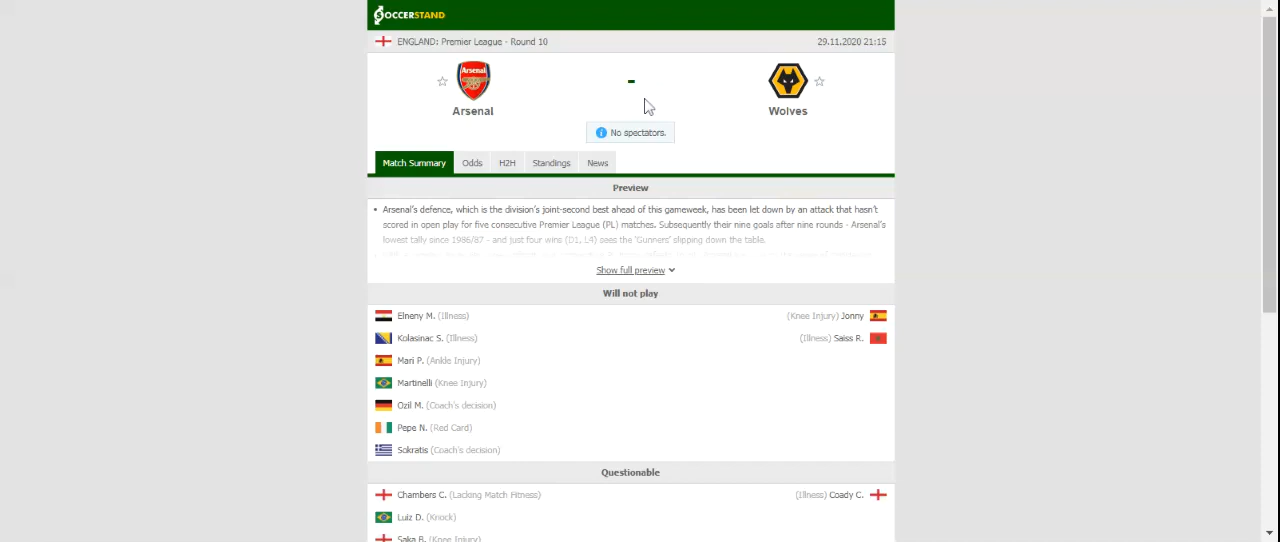 SOCCERSTAND
ENGLAND: Premier League - Round 10 29.11.2020 21:15
Arsenal
-
Arsenal Wolves
No spectators.
Match Summary Odds H2H Standings News
Preview
• Arsenal's defence, which is the division's joint-second best ahead of this gameweek, has been let down by an attack that hasn't
scored in open play for five consecutive Premier League (PL) matches. Subsequently their nine goals after nine rounds - Arsenal's
lowest tally since 1986/87 - and just four wins (D1, L4) sees the 'Gunners' slipping down the table.
Show full preview
Will not play
Elneny M. (Illness) (Knee Injury) Jonny
Kolasinac S. (Illness) (Illness) Saiss R.
Mari P. (Ankle Injury)
Martinelli (Knee Injury)
Ozil M. (Coach's decision)
Pepe N. (Red Card)
Sokratis (Coach's decision)
Questionable
Chambers C. (Lacking Match Fitness) (Illness) Coady C.
Luiz D. (Knock)
Saka B. (Knee Injury)